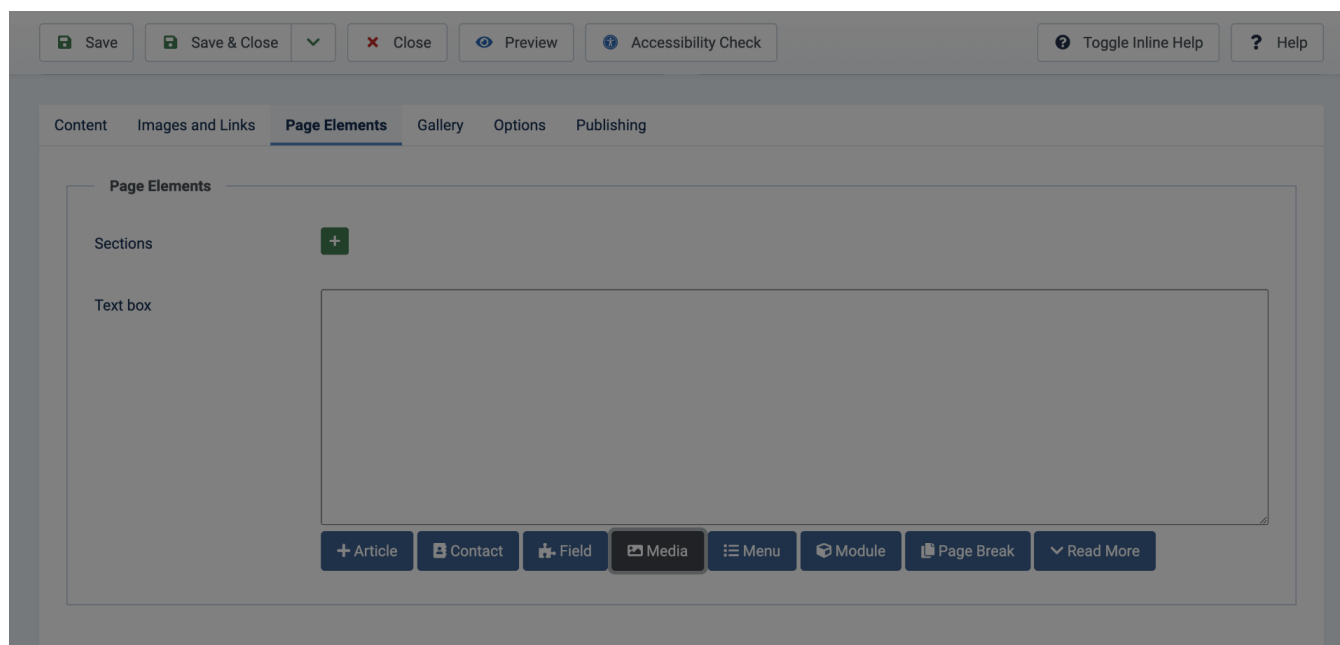 Save Save & Close Close Preview Accessibility Check Toggle Inline Help ? Help
Content Images and Links Page Elements Gallery Options Publishing
Page Elements
Sections +
Text box
+ Article Contact Field Media Menu Module Page Break Read More